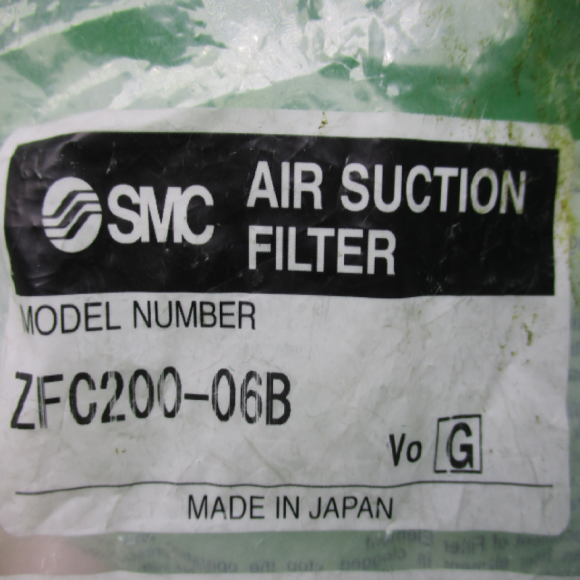 SMC AIR SUCTION
FILTER
MODEL NUMBER
ZFC200-06B
Vo G
MADE IN JAPAN